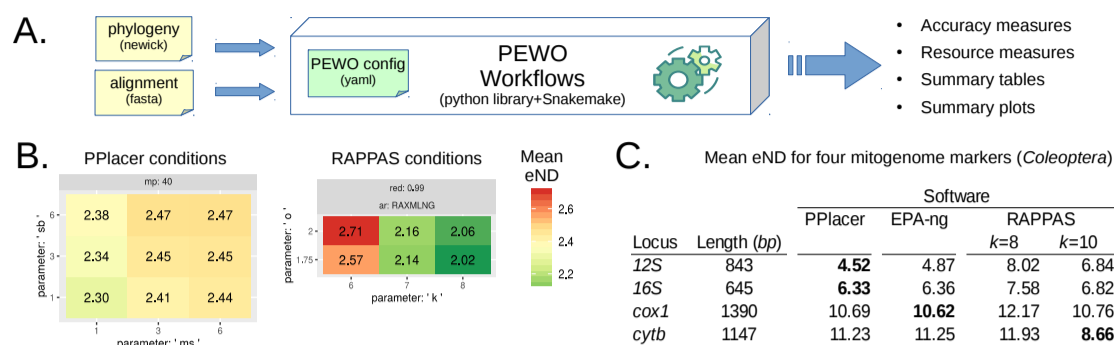 A.
phylogeny
(newick)
alignment
(fasta)
PEWO config
(yaml)
PEWO
Workflows
(python library+Snakemake)
• Accuracy measures
• Resource measures
• Summary tables
• Summary plots
B.
PPlacer conditions
mp: 40
parameter: ' sb '
6 2.38 2.47 2.47
3 2.34 2.45 2.45
1 2.30 2.41 2.44
1 3 6
parameter: ' ms '
RAPPAS conditions
red: 0.99
ar: RAXMLNG
parameter: ' o '
2 2.71 2.16 2.06
1.75 2.57 2.14 2.02
6 7 8
parameter: ' k '
Mean
eND
2.6
2.4
2.2
C.
Mean eND for four mitogenome markers (Coleoptera)
Software
PPlacer EPA-ng RAPPAS
Locus Length (bp) k=8 k=10
12S 843 4.52 4.87 8.02 6.84
16S 645 6.33 6.36 7.58 6.82
cox1 1390 10.69 10.62 12.17 10.76
cytb 1147 11.23 11.25 11.93 8.66